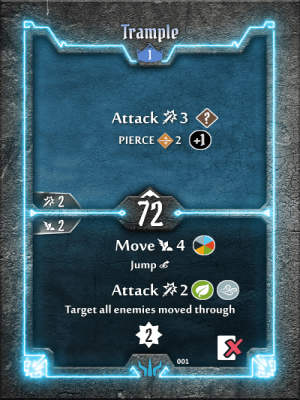 Trample
1
Attack 3 ?
PIERCE 2 +1
2
72
2
Move 4
Jump
Attack 2
Target all enemies moved through
2
001